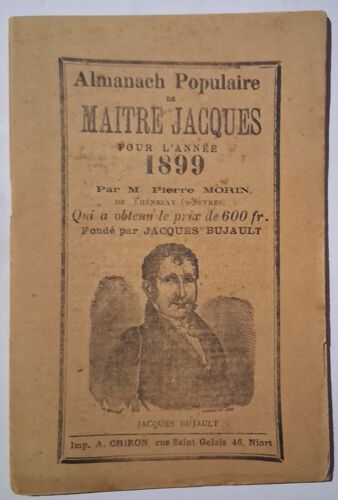 Almanach Populaire
DE
MAITRE JACQUES
POUR L'ANNÉE
1899
Par M. Pierre MORIN,
DE THÉNEZAY (2-SÈVRES)
Qui a obtenu le prix de 600 fr.
Fondé par JACQUES BUJAULT
JACQUES BUJAULT
Imp. A. CHIRON, rue Saint-Gelais 46, Niort